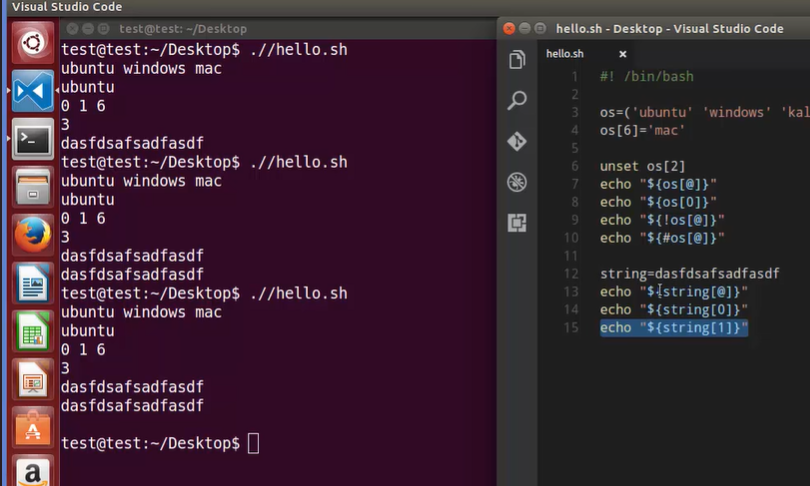 Visual Studio Code
test@test: ~/Desktop
test@test:~/Desktop$ .//hello.sh
ubuntu windows mac
ubuntu
0 1 6
3
dasfdsafsadfasdf
test@test:~/Desktop$ .//hello.sh
ubuntu windows mac
ubuntu
0 1 6
3
dasfdsafsadfasdf
dasfdsafsadfasdf
test@test:~/Desktop$ .//hello.sh
ubuntu windows mac
ubuntu
0 1 6
3
dasfdsafsadfasdf
dasfdsafsadfasdf
test@test:~/Desktop$
hello.sh - Desktop - Visual Studio Code
hello.sh
1 #! /bin/bash
2
3 os=('ubuntu' 'windows' 'kal
4 os[6]='mac'
5
6 unset os[2]
7 echo "${os[@]}"
8 echo "${os[0]}"
9 echo "${!os[@]}"
10 echo "${#os[@]}"
11
12 string=dasfdsafsadfasdf
13 echo "${string[@]}"
14 echo "${string[0]}"
15 echo "${string[1]}"